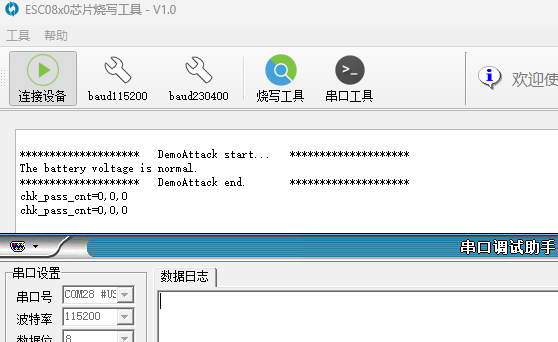 ESC08x0芯片烧写工具 - V1.0
工具 帮助
连接设备 baud115200 baud230400 烧写工具 串口工具 欢迎使
******************** DemoAttack start... ********************
The battery voltage is normal.
******************** DemoAttack end. ********************
chk_pass_cnt=0,0,0
chk_pass_cnt=0,0,0
串口调试助手
串口设置 数据日志
串口号 COM28 #US
波特率 115200
数据位 8